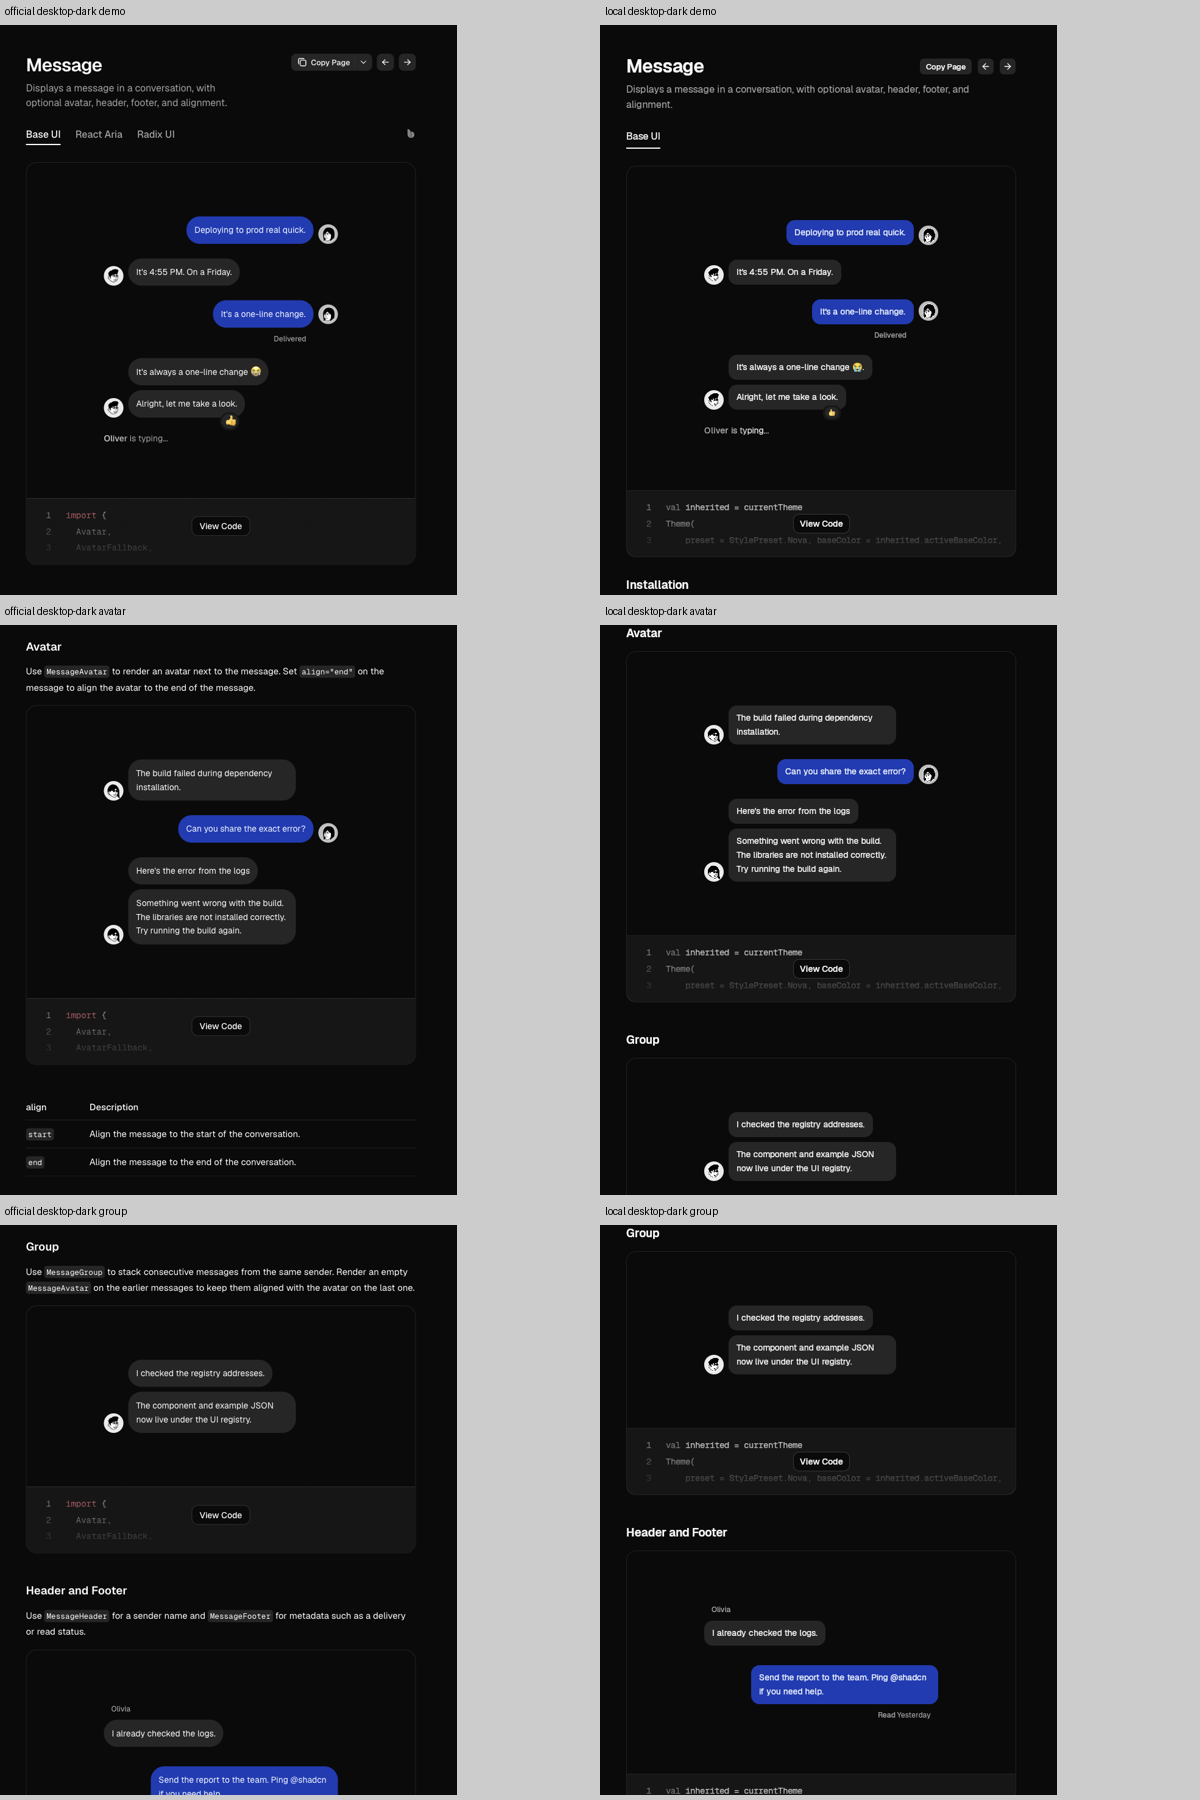 official desktop-dark demo
Message
Copy Page
Displays a message in a conversation, with
optional avatar, header, footer, and alignment.
Base UI React Aria Radix UI
Deploying to prod real quick.
It's 4:55 PM. On a Friday.
It's a one-line change.
Delivered
It's always a one-line change 😭
Alright, let me take a look.
👍
Oliver is typing...
1 import {
2 Avatar,
3 AvatarFallback,
View Code
local desktop-dark demo
Message
Copy Page
Displays a message in a conversation, with optional avatar, header, footer, and
alignment.
Base UI
Deploying to prod real quick.
It's 4:55 PM. On a Friday.
It's a one-line change.
Delivered
It's always a one-line change 😭.
Alright, let me take a look.
👍
Oliver is typing...
1 val inherited = currentTheme
2 Theme(
3 preset = StylePreset.Nova, baseColor = inherited.activeBaseColor,
View Code
Installation
official desktop-dark avatar
Avatar
Use MessageAvatar to render an avatar next to the message. Set align="end" on the
message to align the avatar to the end of the message.
The build failed during dependency
installation.
Can you share the exact error?
Here's the error from the logs
Something went wrong with the build.
The libraries are not installed correctly.
Try running the build again.
1 import {
2 Avatar,
3 AvatarFallback,
View Code
align Description
start Align the message to the start of the conversation.
end Align the message to the end of the conversation.
local desktop-dark avatar
Avatar
The build failed during dependency
installation.
Can you share the exact error?
Here's the error from the logs
Something went wrong with the build.
The libraries are not installed correctly.
Try running the build again.
1 val inherited = currentTheme
2 Theme(
3 preset = StylePreset.Nova, baseColor = inherited.activeBaseColor,
View Code
Group
I checked the registry addresses.
The component and example JSON
now live under the UI registry.
official desktop-dark group
Group
Use MessageGroup to stack consecutive messages from the same sender. Render an empty
MessageAvatar on the earlier messages to keep them aligned with the avatar on the last one.
I checked the registry addresses.
The component and example JSON
now live under the UI registry.
1 import {
2 Avatar,
3 AvatarFallback,
View Code
Header and Footer
Use MessageHeader for a sender name and MessageFooter for metadata such as a delivery
or read status.
Olivia
I already checked the logs.
Send the report to the team. Ping @shadcn
if you need help.
local desktop-dark group
Group
I checked the registry addresses.
The component and example JSON
now live under the UI registry.
1 val inherited = currentTheme
2 Theme(
3 preset = StylePreset.Nova, baseColor = inherited.activeBaseColor,
View Code
Header and Footer
Olivia
I already checked the logs.
Send the report to the team. Ping @shadcn
if you need help.
Read Yesterday
1 val inherited = currentTheme